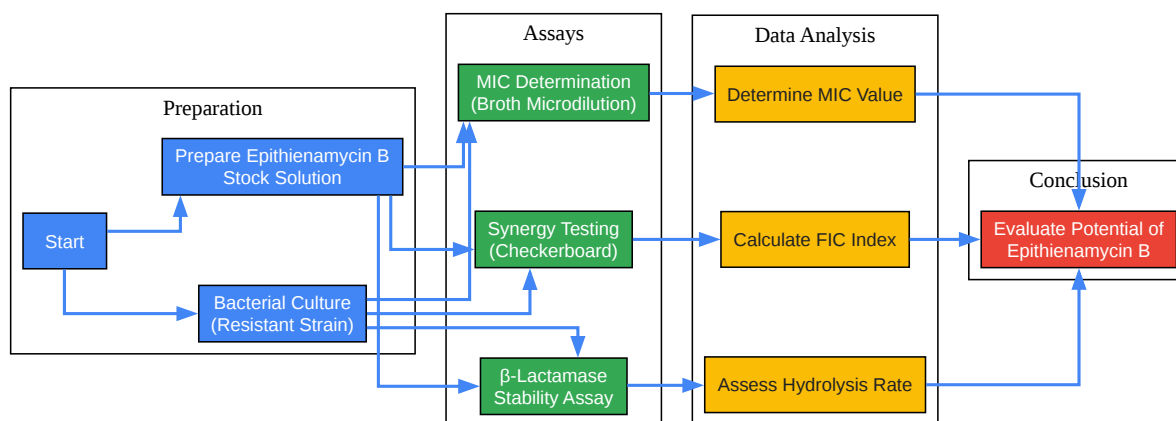 Assays
Data Analysis
MIC Determination
(Broth Microdilution)
Determine MIC Value
Preparation
Prepare Epithienamycin B
Stock Solution
Conclusion
Start
Synergy Testing
(Checkerboard)
Calculate FIC Index
Evaluate Potential of
Epithienamycin B
Bacterial Culture
(Resistant Strain)
β-Lactamase
Stability Assay
Assess Hydrolysis Rate